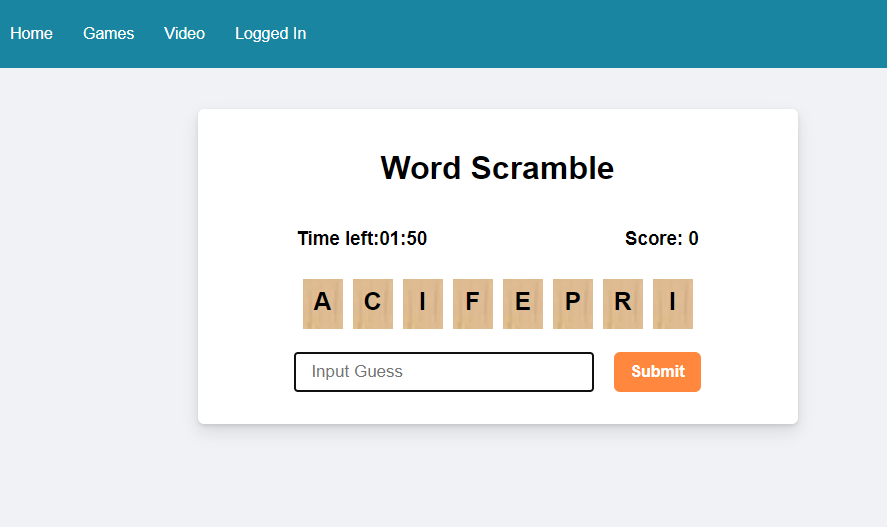 Home Games Video Logged In
Word Scramble
Time left:01:50 Score: 0
A C I F E P R I
Input Guess Submit